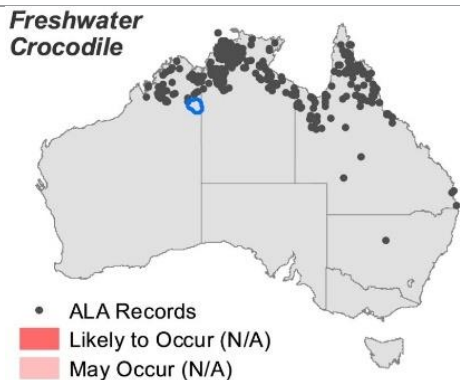 Freshwater
Crocodile
ALA Records
Likely to Occur (N/A)
May Occur (N/A)